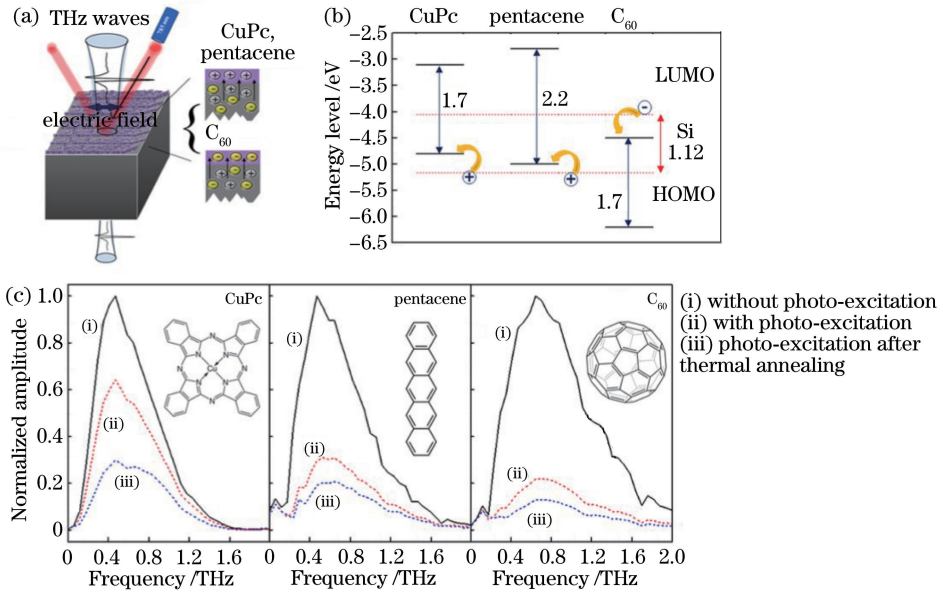 (a)
THz waves
CuPc,
pentacene
electric field
C60
(b)
CuPc pentacene C60
Energy level /eV
-2.5
-3.0
-3.5
-4.0
-4.5
-5.0
-5.5
-6.0
-6.5
1.7
2.2
1.7
LUMO
Si
1.12
HOMO
(c)
Normalized amplitude
1.0
0.8
0.6
0.4
0.2
0
(i)
(ii)
(iii)
CuPc
N N N
N Cu N
N N N
0 0.4 0.8 1.2 1.6
Frequency /THz
(i)
(ii)
(iii)
pentacene
0 0.4 0.8 1.2 1.6
Frequency /THz
(i)
(ii)
(iii)
C60
0 0.4 0.8 1.2 1.6 2.0
Frequency /THz
(i) without photo-excitation
(ii) with photo-excitation
(iii) photo-excitation after
thermal annealing